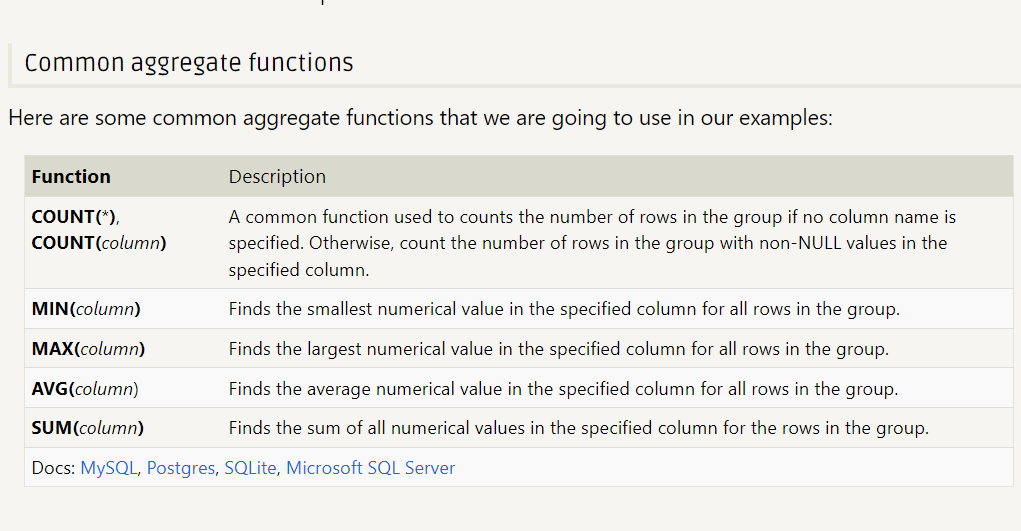 Common aggregate functions
Here are some common aggregate functions that we are going to use in our examples:
Function Description
COUNT(*), A common function used to counts the number of rows in the group if no column name is
COUNT(column) specified. Otherwise, count the number of rows in the group with non-NULL values in the
specified column.
MIN(column) Finds the smallest numerical value in the specified column for all rows in the group.
MAX(column) Finds the largest numerical value in the specified column for all rows in the group.
AVG(column) Finds the average numerical value in the specified column for all rows in the group.
SUM(column) Finds the sum of all numerical values in the specified column for the rows in the group.
Docs: MySQL, Postgres, SQLite, Microsoft SQL Server